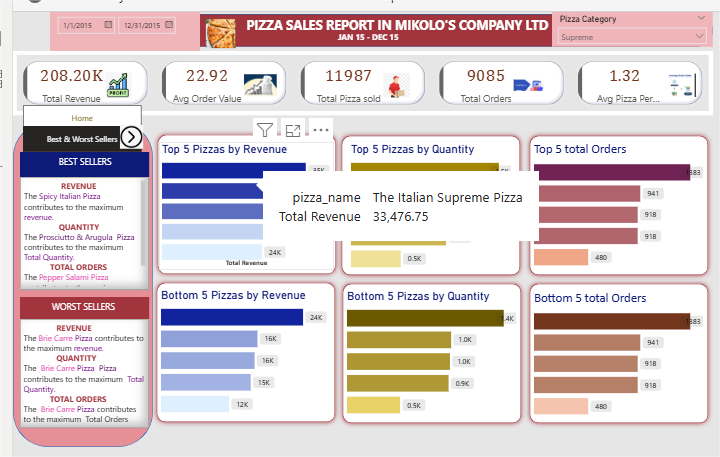 PIZZA SALES REPORT IN MIKOLO'S COMPANY LTD
JAN 15 - DEC 15
1/1/2015
12/31/2015
Pizza Category
Supreme
208.20K
Total Revenue
PROFIT
22.92
Avg Order Value
11987
Total Pizza sold
9085
Total Orders
1.32
Avg Pizza Per...
Home
Best & Worst Sellers
BEST SELLERS
REVENUE
The Spicy Italian Pizza
contributes to the maximum
revenue.
QUANTITY
The Prosciutto & Arugula Pizza
contributes to the maximum
Total Quantity.
TOTAL ORDERS
The Pepper Salami Pizza
WORST SELLERS
REVENUE
The Brie Carre Pizza contributes to
the maximum revenue.
QUANTITY
The Brie Carre Pizza Pizza
contributes to the maximum Total
Quantity.
TOTAL ORDERS
The Brie Carre Pizza contributes
to the maximum Total Orders
Top 5 Pizzas by Revenue
35K
24K
Total Revenue
pizza_name The Italian Supreme Pizza
Total Revenue 33,476.75
Top 5 Pizzas by Quantity
0.5K
Top 5 total Orders
1383
941
918
918
480
Bottom 5 Pizzas by Revenue
24K
16K
16K
15K
12K
Bottom 5 Pizzas by Quantity
1.4K
1.0K
1.0K
0.9K
0.5K
Bottom 5 total Orders
1383
941
918
918
480